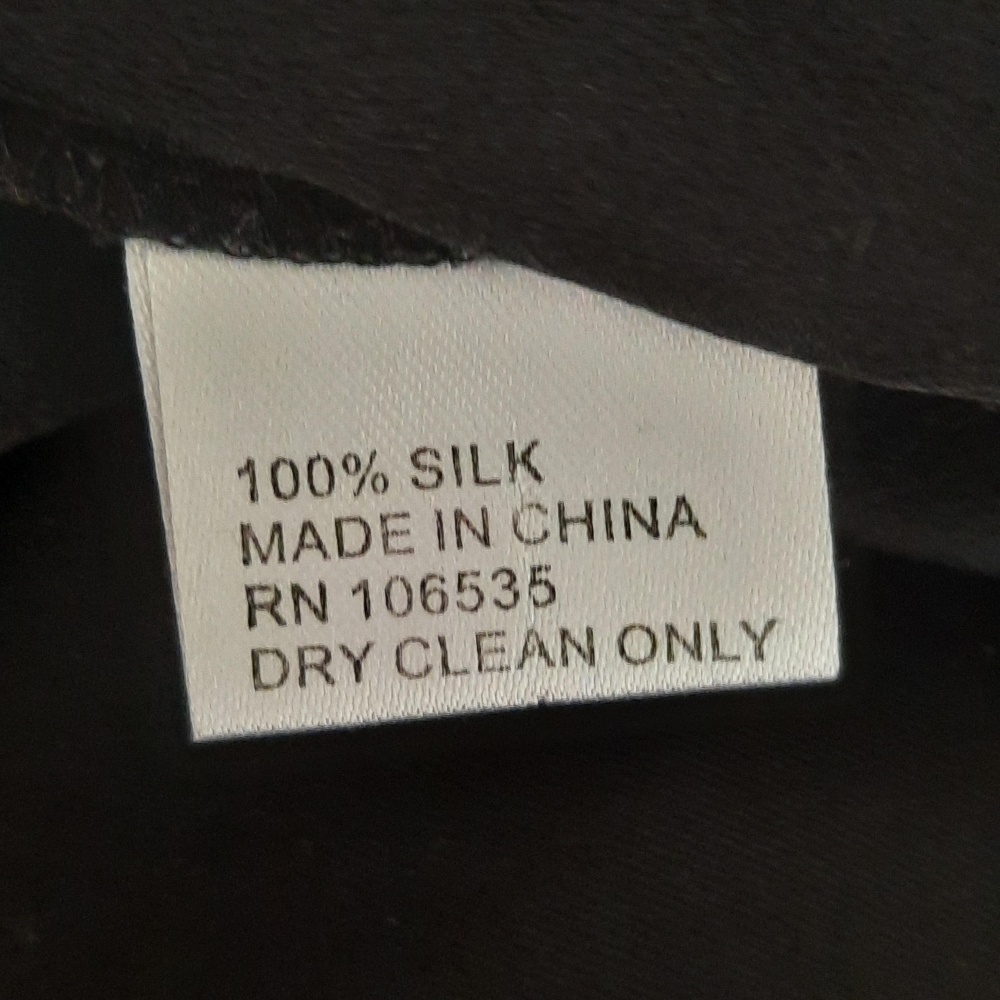 100% SILK
MADE IN CHINA
RN 106535
DRY CLEAN ONLY